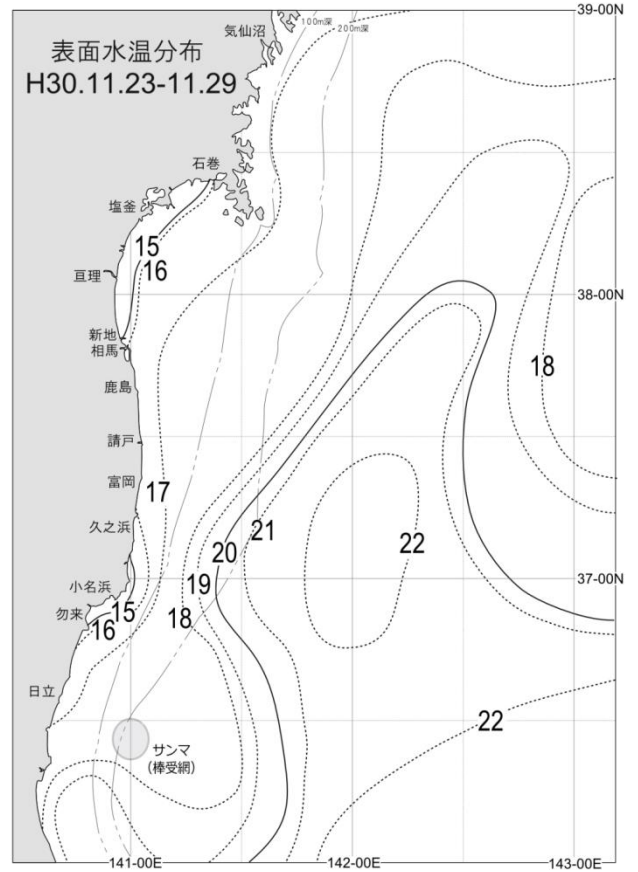 表面水温分布
H30.11.23-11.29
39-00N
気仙沼
100m深
200m深
石巻
塩釜
15
16
亘理
38-00N
新地
相馬
鹿島
18
請戸
富岡
17
久之浜
21
20
22
19
小名浜
37-00N
勿来
15
16
18
日立
22
サンマ
(棒受網)
141-00E
142-00E
143-00E